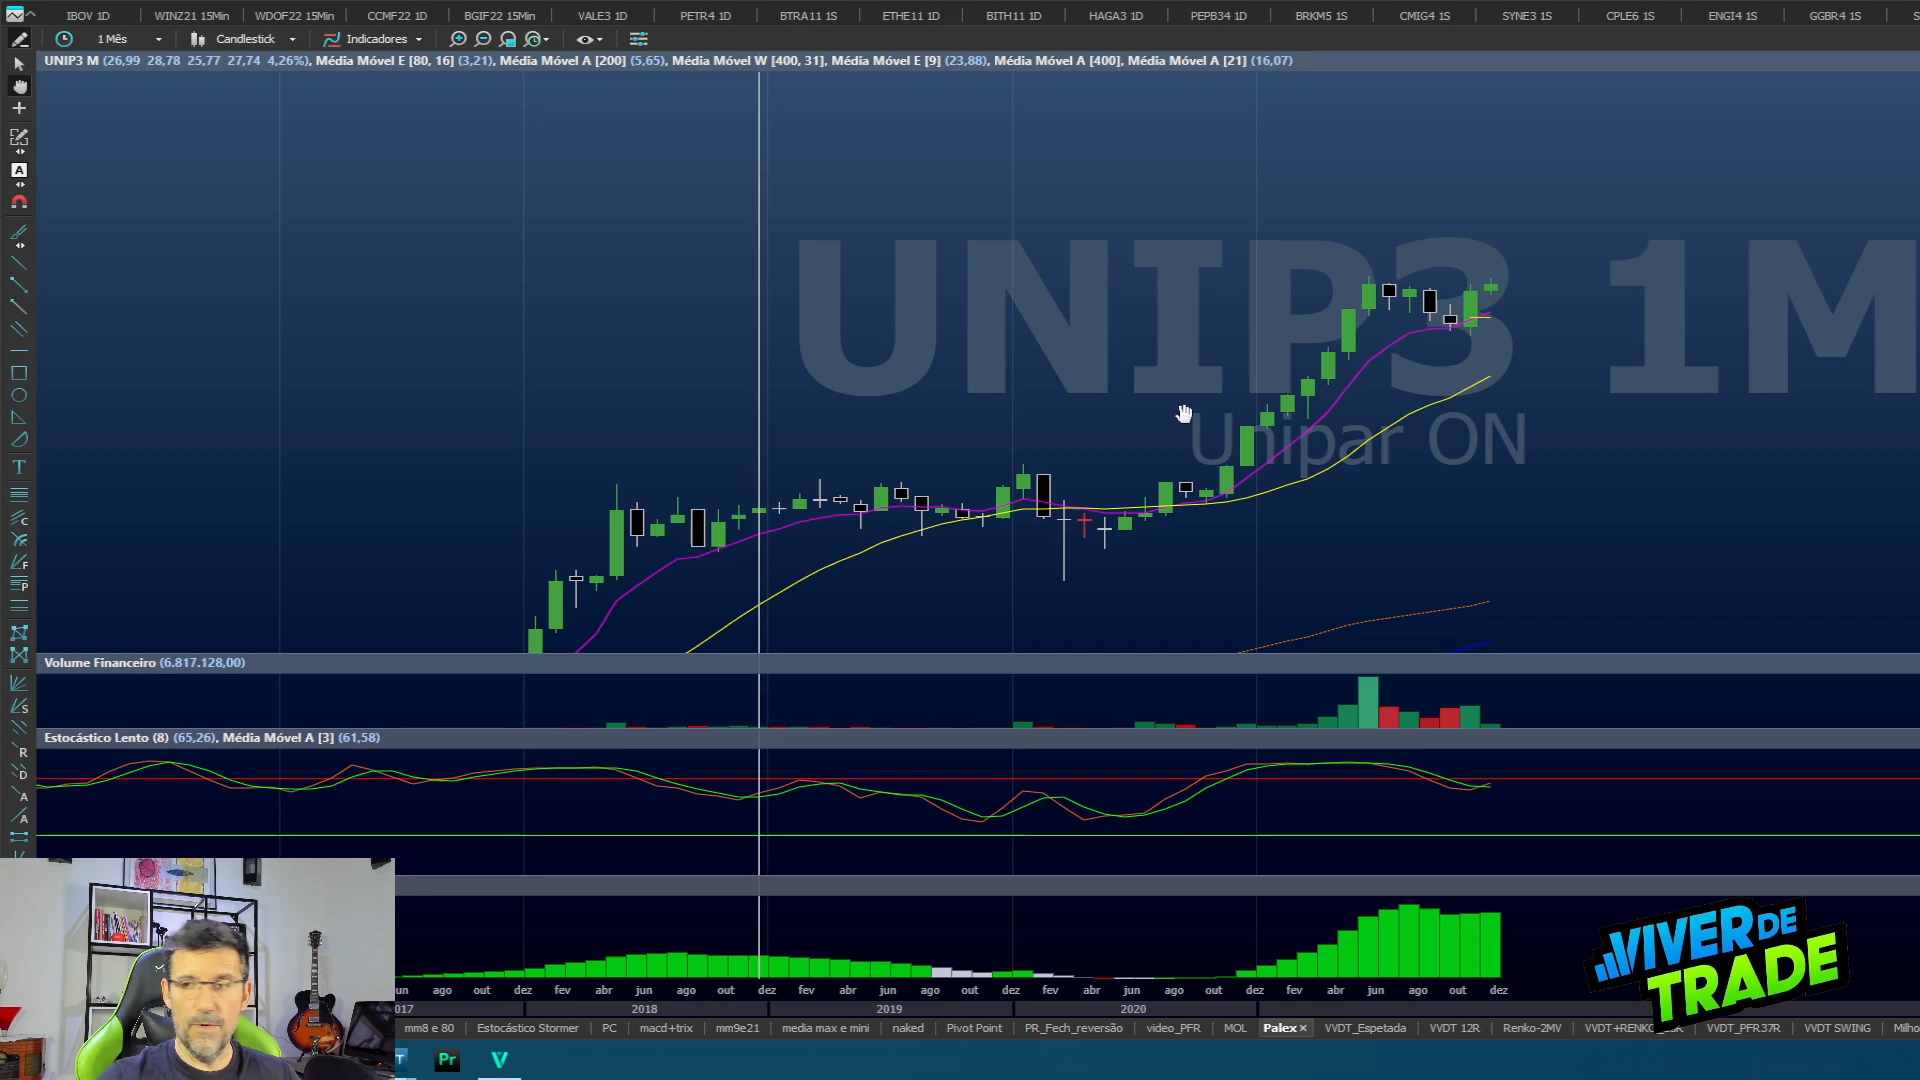 IBOV 1D WINZ21 15Min WDOF22 15Min CCMF22 1D BGIF22 15Min VALE3 1D PETR4 1D BTRA11 1S ETHE11 1D BITH11 1D HAGA3 1D PEPB34 1D BRKM5 1S CMIG4 1S SYNE3 1S CPLE6 1S ENGI4 1S GGBR4 1S
1 Mês Candlestick Indicadores
UNIP3 M (26,99 28,78 25,77 27,74 4,26%), Média Móvel E [80, 16] (3,21), Média Móvel A [200] (5,65), Média Móvel W [400, 31], Média Móvel E [9] (23,88), Média Móvel A [400], Média Móvel A [21] (16,07)
UNIP3 1M
Unipar ON
Volume Financeiro (6.817.128,00)
Estocástico Lento (8) (65,26), Média Móvel A [3] (61,58)
un ago out dez fev abr jun ago out dez fev abr jun ago out dez fev abr jun ago out dez fev abr jun ago out dez
017 2018 2019 2020
mm8 e 80 Estocástico Stormer PC macd+trix mm9e21 media max e mini naked Pivot Point PR_Fech_reversão video_PFR MOL Palex× VVDT_Espetada VVDT 12R Renko-2MV VVDT_PFR37R VVDT SWING Milho
VIVER DE
TRADE
Pr